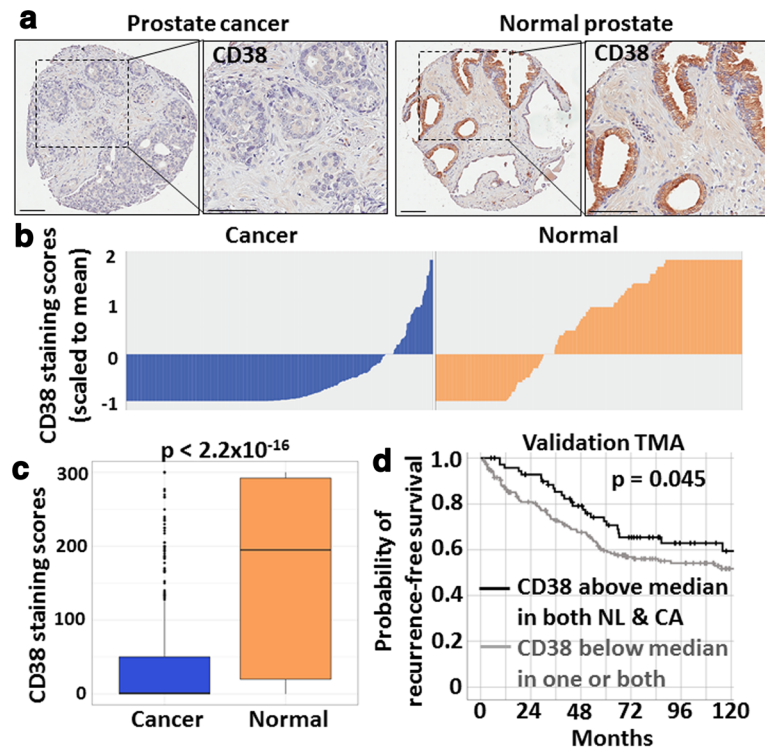 a
Prostate cancer
Normal prostate
CD38
CD38
b
Cancer
Normal
CD38 staining scores
(scaled to mean)
2
1
0
-1
c
p < 2.2x10-16
CD38 staining scores
300
200
100
0
Cancer
Normal
d
Validation TMA
p = 0.045
Probability of
recurrence-free survival
1.0
0.8
0.6
0.4
0.2
0
CD38 above median
in both NL & CA
CD38 below median
in one or both
0 24 48 72 96 120
Months